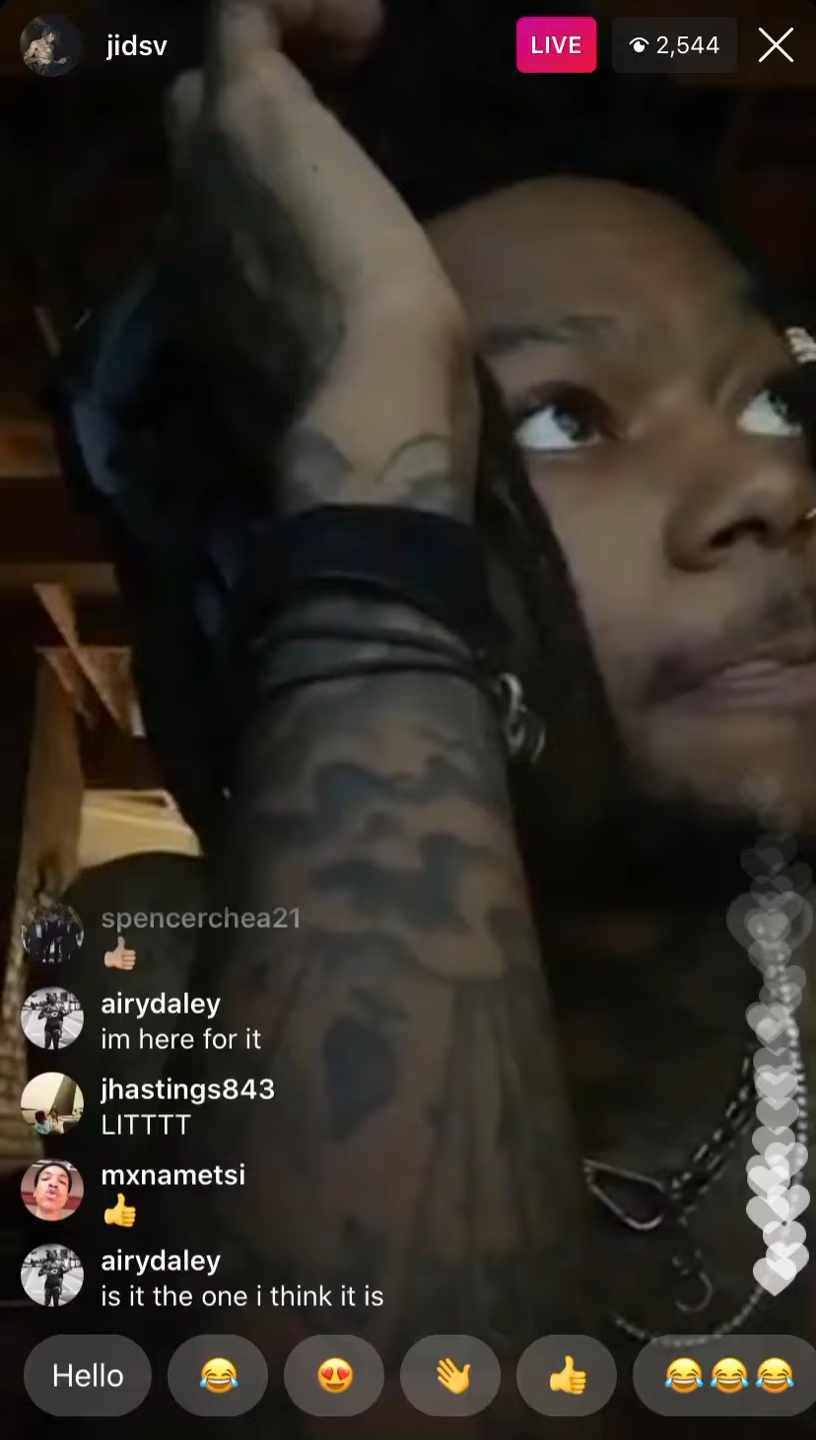 jidsv
LIVE
2,544
spencerchea21
👍🏼
airydaley
im here for it
jhastings843
LITTTT
mxnametsi
👍
airydaley
is it the one i think it is
Hello
😂
😍
👋
👍
😂😂😂